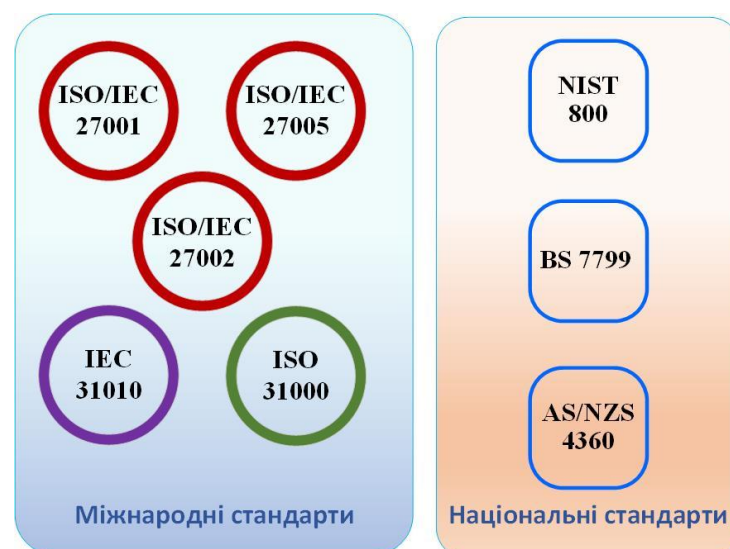 ISO/IEC
27001
ISO/IEC
27005
ISO/IEC
27002
IEC
31010
ISO
31000
Міжнародні стандарти
NIST
800
BS 7799
AS/NZS
4360
Національні стандарти